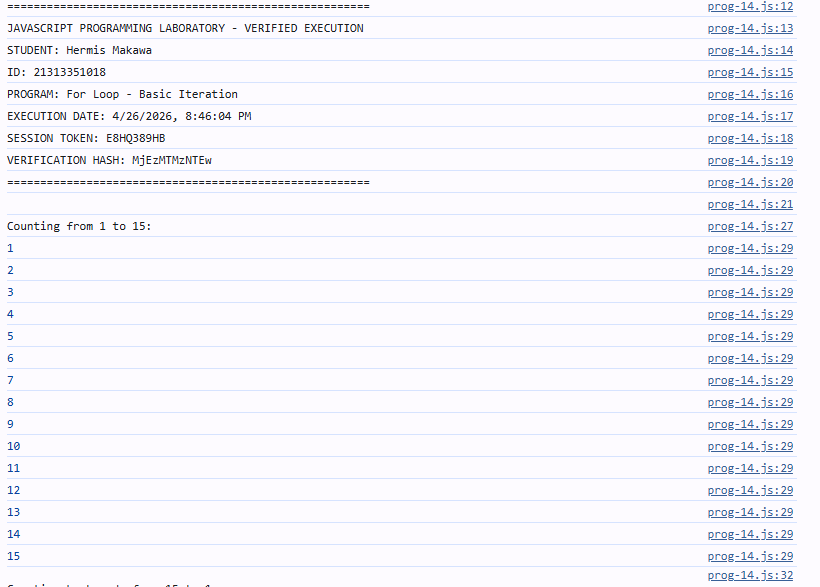 ======================================================= prog-14.js:12
JAVASCRIPT PROGRAMMING LABORATORY - VERIFIED EXECUTION prog-14.js:13
STUDENT: Hermis Makawa prog-14.js:14
ID: 21313351018 prog-14.js:15
PROGRAM: For Loop - Basic Iteration prog-14.js:16
EXECUTION DATE: 4/26/2026, 8:46:04 PM prog-14.js:17
SESSION TOKEN: E8HQ389HB prog-14.js:18
VERIFICATION HASH: MjEzMTMzNTEw prog-14.js:19
======================================================= prog-14.js:20
prog-14.js:21
Counting from 1 to 15: prog-14.js:27
1 prog-14.js:29
2 prog-14.js:29
3 prog-14.js:29
4 prog-14.js:29
5 prog-14.js:29
6 prog-14.js:29
7 prog-14.js:29
8 prog-14.js:29
9 prog-14.js:29
10 prog-14.js:29
11 prog-14.js:29
12 prog-14.js:29
13 prog-14.js:29
14 prog-14.js:29
15 prog-14.js:29
prog-14.js:32